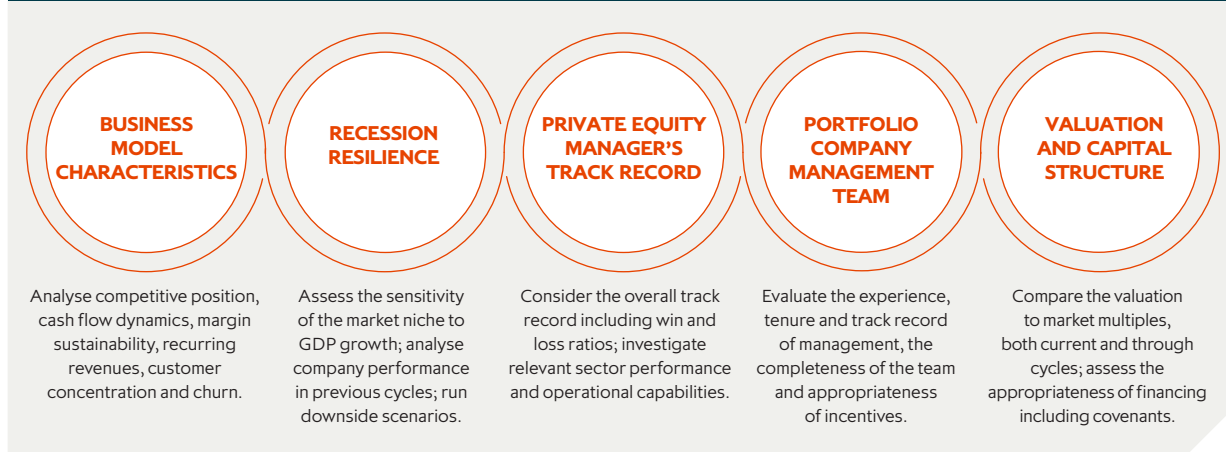 BUSINESS
MODEL
CHARACTERISTICS
Analyse competitive position,
cash flow dynamics, margin
sustainability, recurring
revenues, customer
concentration and churn.
RECESSION
RESILIENCE
Assess the sensitivity
of the market niche to
GDP growth; analyse
company performance
in previous cycles; run
downside scenarios.
PRIVATE EQUITY
MANAGER’S
TRACK RECORD
Consider the overall track
record including win and
loss ratios; investigate
relevant sector performance
and operational capabilities.
PORTFOLIO
COMPANY
MANAGEMENT
TEAM
Evaluate the experience,
tenure and track record
of management, the
completeness of the team
and appropriateness
of incentives.
VALUATION
AND CAPITAL
STRUCTURE
Compare the valuation
to market multiples,
both current and through
cycles; assess the
appropriateness of financing
including covenants.